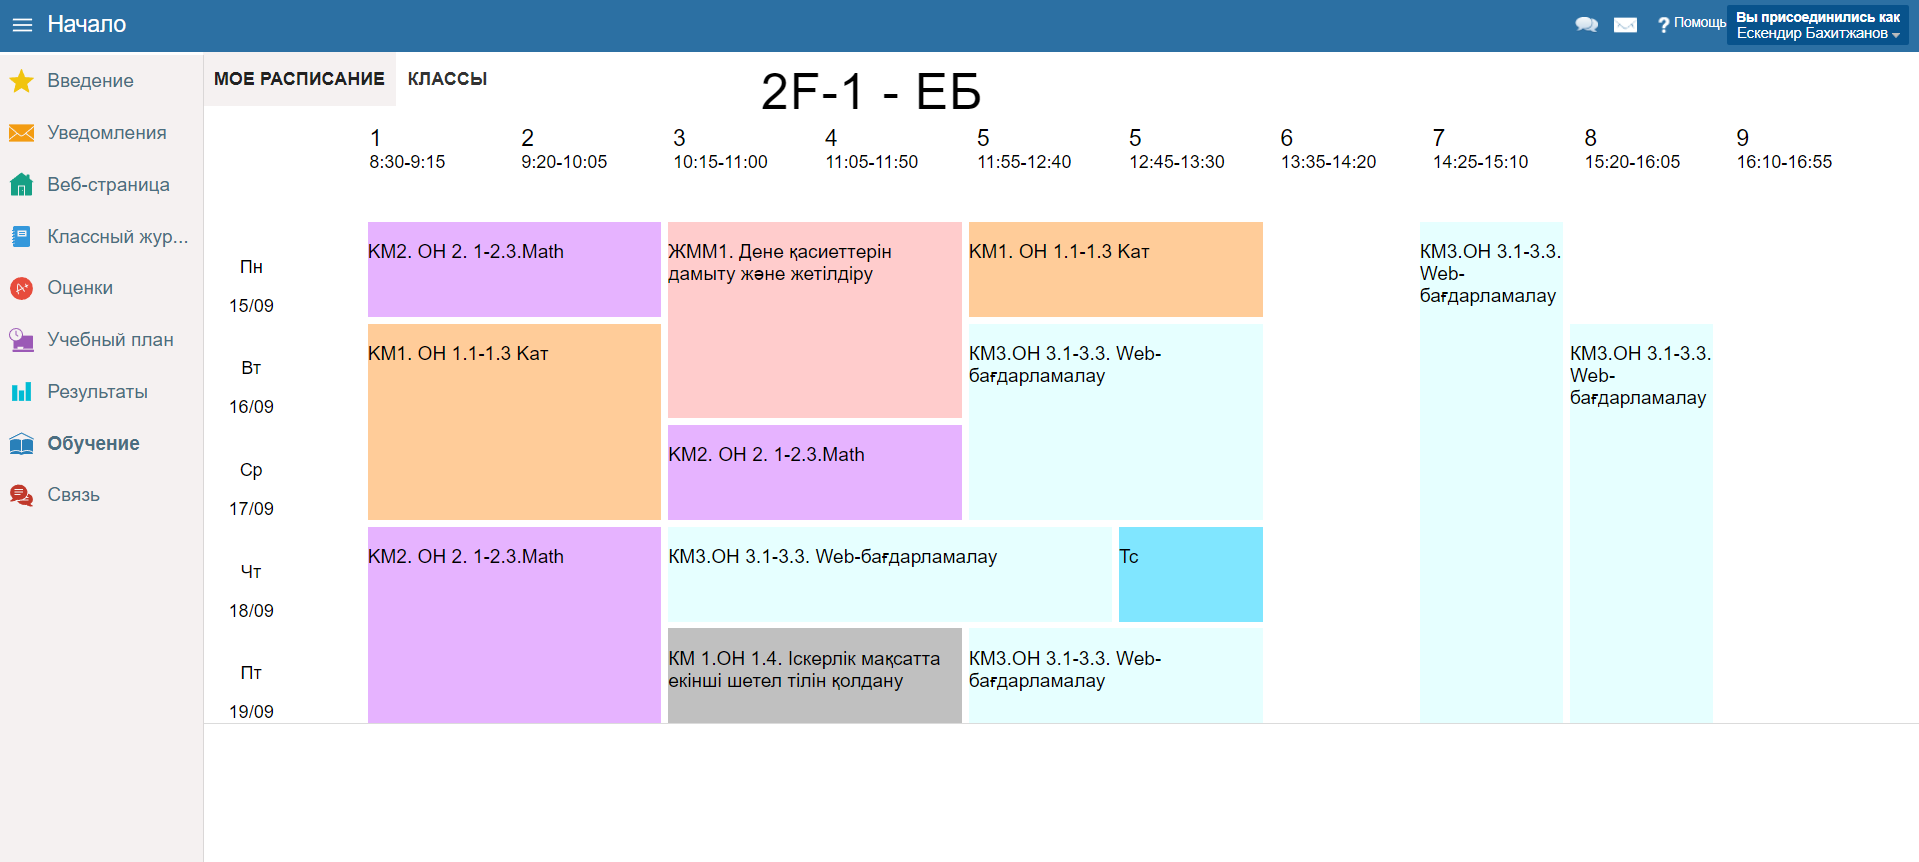 Начало
Помощь
Вы присоединились как
Ескендир Бахитжанов
Введение
Уведомления
Веб-страница
Классный жур...
Оценки
Учебный план
Результаты
Обучение
Связь
МОЕ РАСПИСАНИЕ
КЛАССЫ
2F-1 - ЕБ
1 2 3 4 5 5 6 7 8 9
8:30-9:15 9:20-10:05 10:15-11:00 11:05-11:50 11:55-12:40 12:45-13:30 13:35-14:20 14:25-15:10 15:20-16:05 16:10-16:55
Пн
15/09
КМ2. ОН 2. 1-2.3.Math
ЖММ1. Дене қасиеттерін
дамыту және жетілдіру
КМ1. ОН 1.1-1.3 Кат
КМ3.ОН 3.1-3.3.
Web-
бағдарламалау
Вт
16/09
КМ1. ОН 1.1-1.3 Кат
КМ3.ОН 3.1-3.3. Web-
бағдарламалау
КМ3.ОН 3.1-3.3.
Web-
бағдарламалау
Ср
17/09
КМ2. ОН 2. 1-2.3.Math
Чт
18/09
КМ2. ОН 2. 1-2.3.Math
КМ3.ОН 3.1-3.3. Web-бағдарламалау
Тс
Пт
19/09
КМ 1.ОН 1.4. Іскерлік мақсатта
екінші шетел тілін қолдану
КМ3.ОН 3.1-3.3. Web-
бағдарламалау